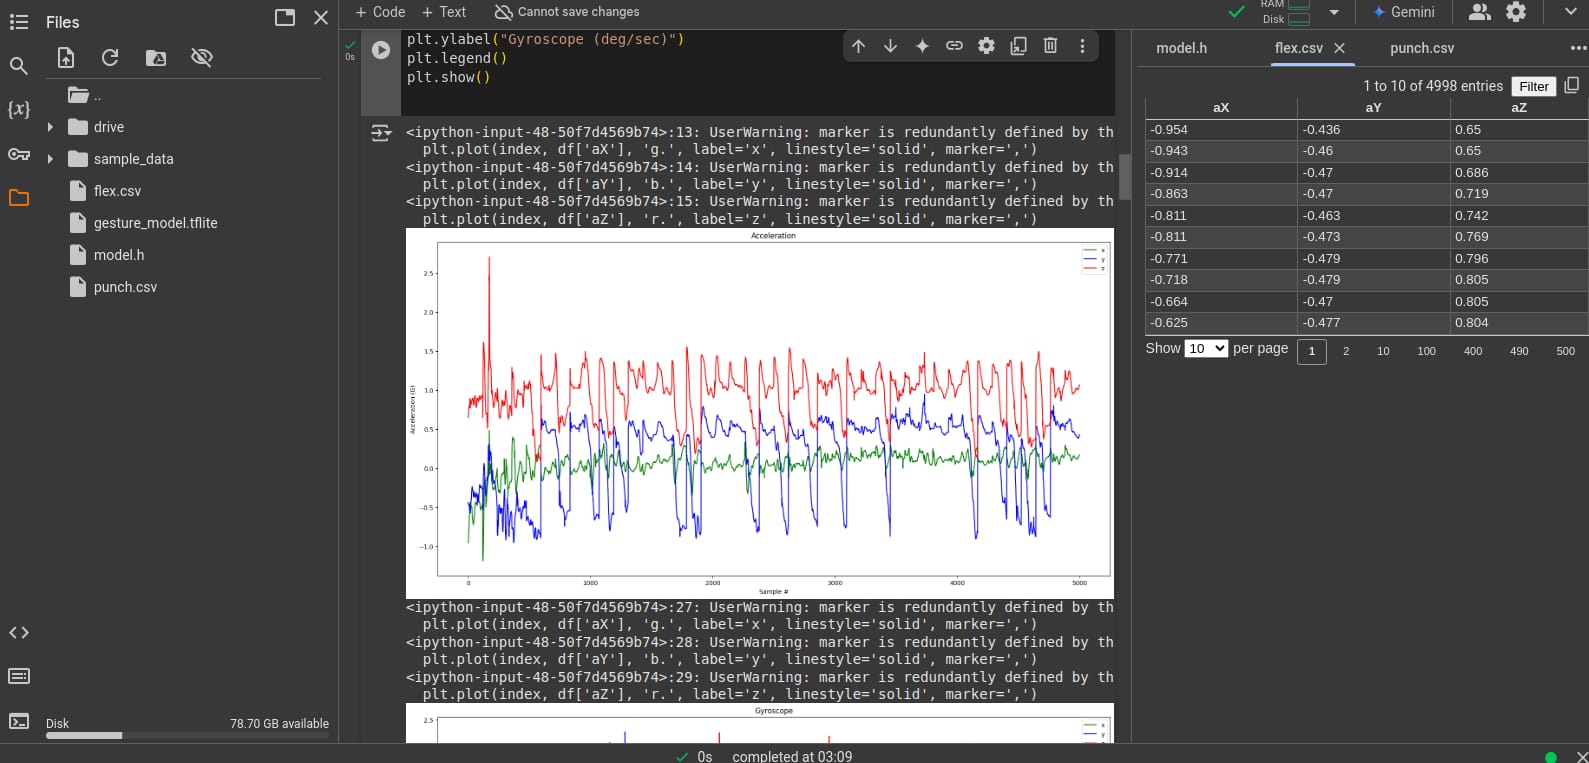 Files
..
drive
sample_data
flex.csv
gesture_model.tflite
model.h
punch.csv
Disk
78.70 GB available
+ Code + Text Cannot save changes
RAM
Disk
Gemini
0s
plt.ylabel("Gyroscope (deg/sec)")
plt.legend()
plt.show()
<ipython-input-48-50f7d4569b74>:13: UserWarning: marker is redundantly defined by th
plt.plot(index, df['aX'], 'g.', label='x', linestyle='solid', marker=',')
<ipython-input-48-50f7d4569b74>:14: UserWarning: marker is redundantly defined by th
plt.plot(index, df['aY'], 'b.', label='y', linestyle='solid', marker=',')
<ipython-input-48-50f7d4569b74>:15: UserWarning: marker is redundantly defined by th
plt.plot(index, df['aZ'], 'r.', label='z', linestyle='solid', marker=',')
Acceleration
x
y
z
2.5
2.0
1.5
1.0
0.5
0.0
−0.5
−1.0
Acceleration (G)
0 1000 2000 3000 4000 5000
Sample #
<ipython-input-48-50f7d4569b74>:27: UserWarning: marker is redundantly defined by th
plt.plot(index, df['aX'], 'g.', label='x', linestyle='solid', marker=',')
<ipython-input-48-50f7d4569b74>:28: UserWarning: marker is redundantly defined by th
plt.plot(index, df['aY'], 'b.', label='y', linestyle='solid', marker=',')
<ipython-input-48-50f7d4569b74>:29: UserWarning: marker is redundantly defined by th
plt.plot(index, df['aZ'], 'r.', label='z', linestyle='solid', marker=',')
Gyroscope
2.5
x
y
model.h flex.csv punch.csv
1 to 10 of 4998 entries Filter
aX aY aZ
-0.954 -0.436 0.65
-0.943 -0.46 0.65
-0.914 -0.47 0.686
-0.863 -0.47 0.719
-0.811 -0.463 0.742
-0.811 -0.473 0.769
-0.771 -0.479 0.796
-0.718 -0.479 0.805
-0.664 -0.47 0.805
-0.625 -0.477 0.804
Show 10 per page 1 2 10 100 400 490 500
0s completed at 03:09